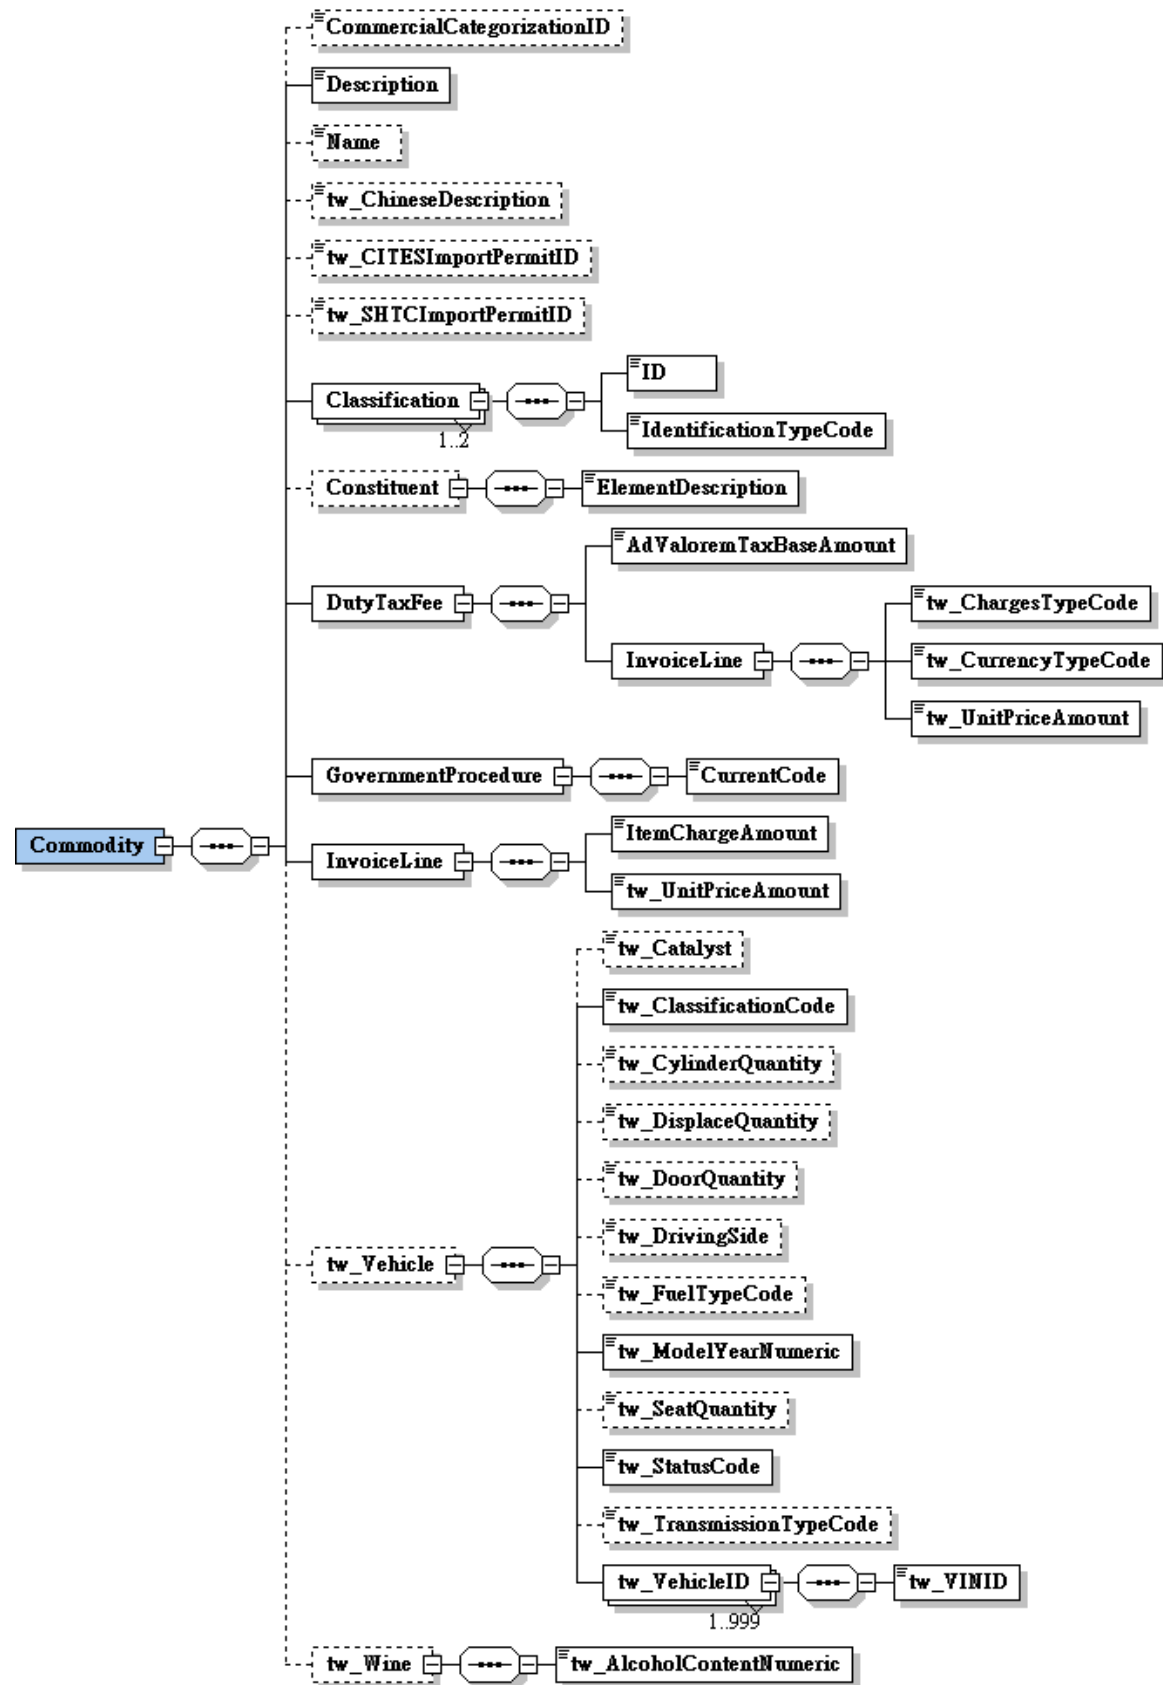 CommercialCategorizationID
Description
Name
tw_ChineseDescription
tw_CITESImportPermitID
tw_SHTCImportPermitID
ID
Classification
1..2
IdentificationTypeCode
Constituent
ElementDescription
AdValoremTaxBaseAmount
DutyTaxFee
tw_ChargesTypeCode
InvoiceLine
tw_CurrencyTypeCode
tw_UnitPriceAmount
GovernmentProcedure
CurrentCode
Commodity
ItemChargeAmount
InvoiceLine
tw_UnitPriceAmount
tw_Catalyst
tw_ClassificationCode
tw_CylinderQuantity
tw_DisplaceQuantity
tw_DoorQuantity
tw_DrivingSide
tw_Vehicle
tw_FuelTypeCode
tw_ModelYearNumeric
tw_SeatQuantity
tw_StatusCode
tw_TransmissionTypeCode
tw_VehicleID
1..999
tw_VINID
tw_Wine
tw_AlcoholContentNumeric